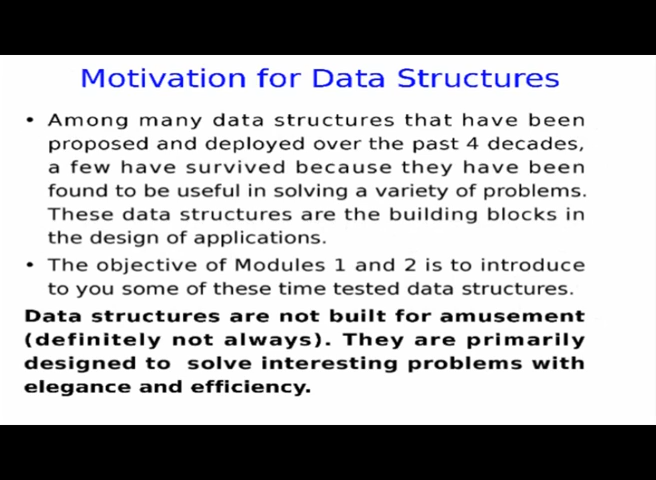 Motivation for Data Structures
• Among many data structures that have been
proposed and deployed over the past 4 decades,
a few have survived because they have been
found to be useful in solving a variety of problems.
These data structures are the building blocks in
the design of applications.
• The objective of Modules 1 and 2 is to introduce
to you some of these time tested data structures.
Data structures are not built for amusement
(definitely not always). They are primarily
designed to solve interesting problems with
elegance and efficiency.